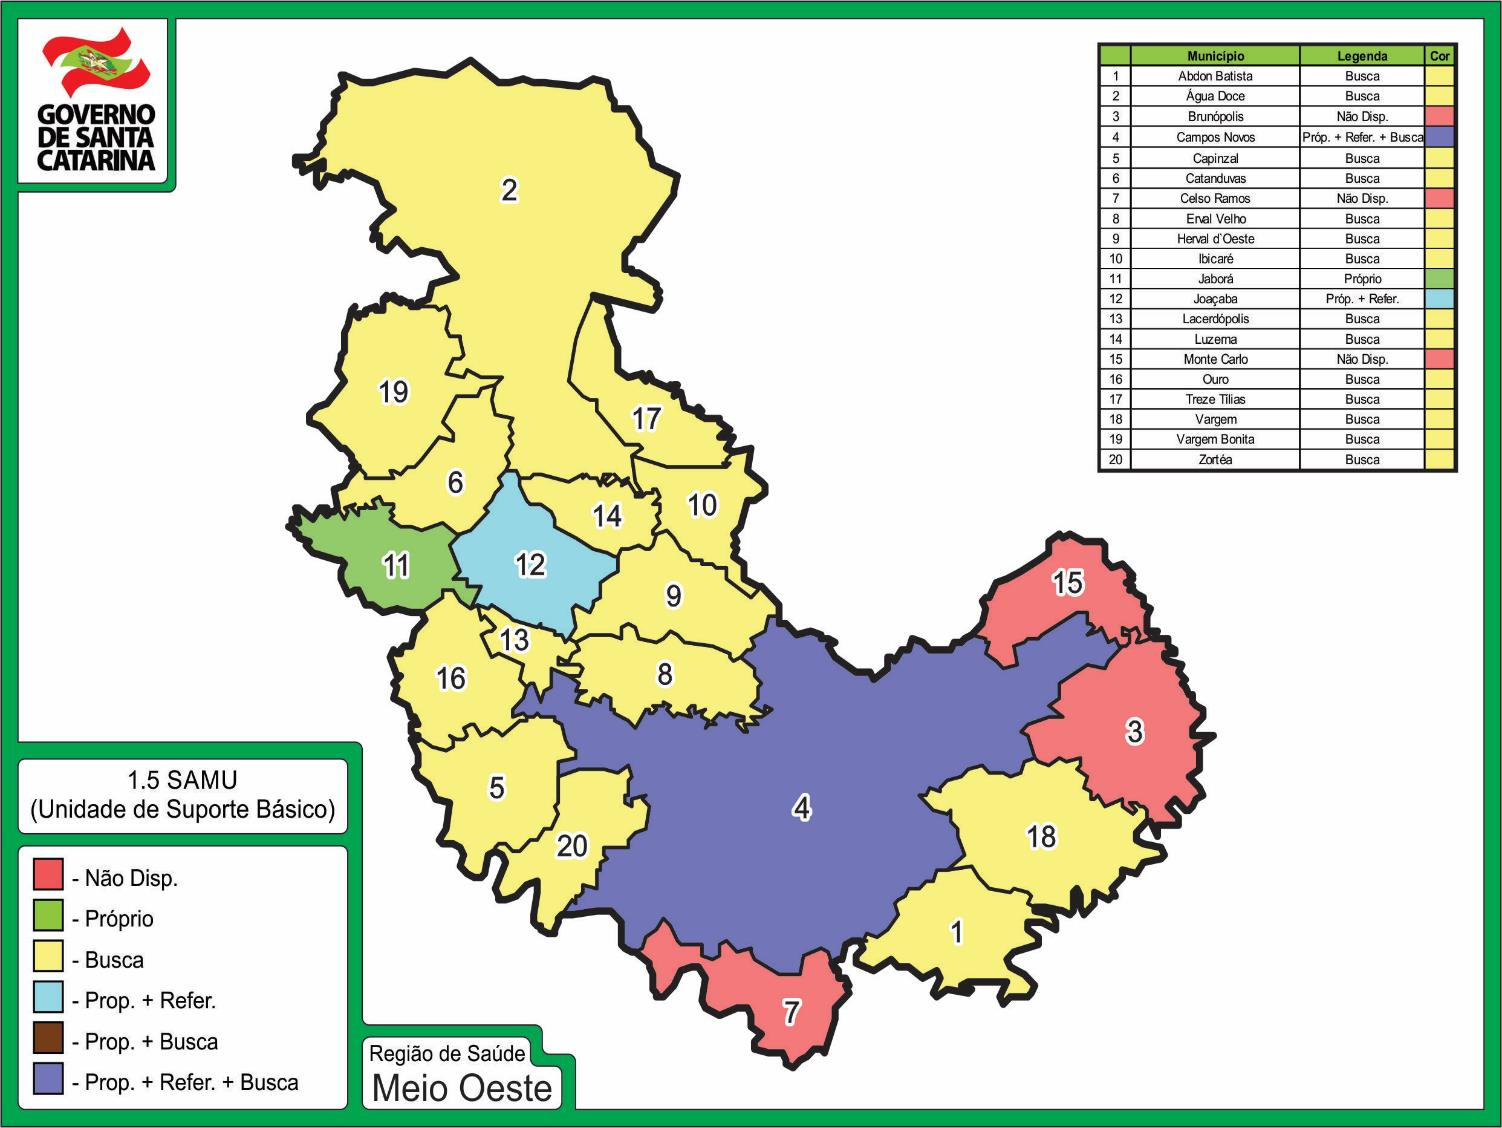 GOVERNO
DE SANTA
CATARINA
Município Legenda Cor
1 Abdon Batista Busca
2 Água Doce Busca
3 Brunópolis Não Disp.
4 Campos Novos Próp. + Refer. + Busca
5 Capinzal Busca
6 Catanduvas Busca
7 Celso Ramos Não Disp.
8 Erval Velho Busca
9 Herval d`Oeste Busca
10 Ibicaré Busca
11 Jaborá Próprio
12 Joaçaba Próp. + Refer.
13 Lacerdópolis Busca
14 Luzerna Busca
15 Monte Carlo Não Disp.
16 Ouro Busca
17 Treze Tílias Busca
18 Vargem Busca
19 Vargem Bonita Busca
20 Zortéa Busca
2
19
17
6
14
10
11
12
9
15
13
16
8
3
5
4
20
18
1
7
1.5 SAMU
(Unidade de Suporte Básico)
- Não Disp.
- Próprio
- Busca
- Prop. + Refer.
- Prop. + Busca
- Prop. + Refer. + Busca
Região de Saúde
Meio Oeste